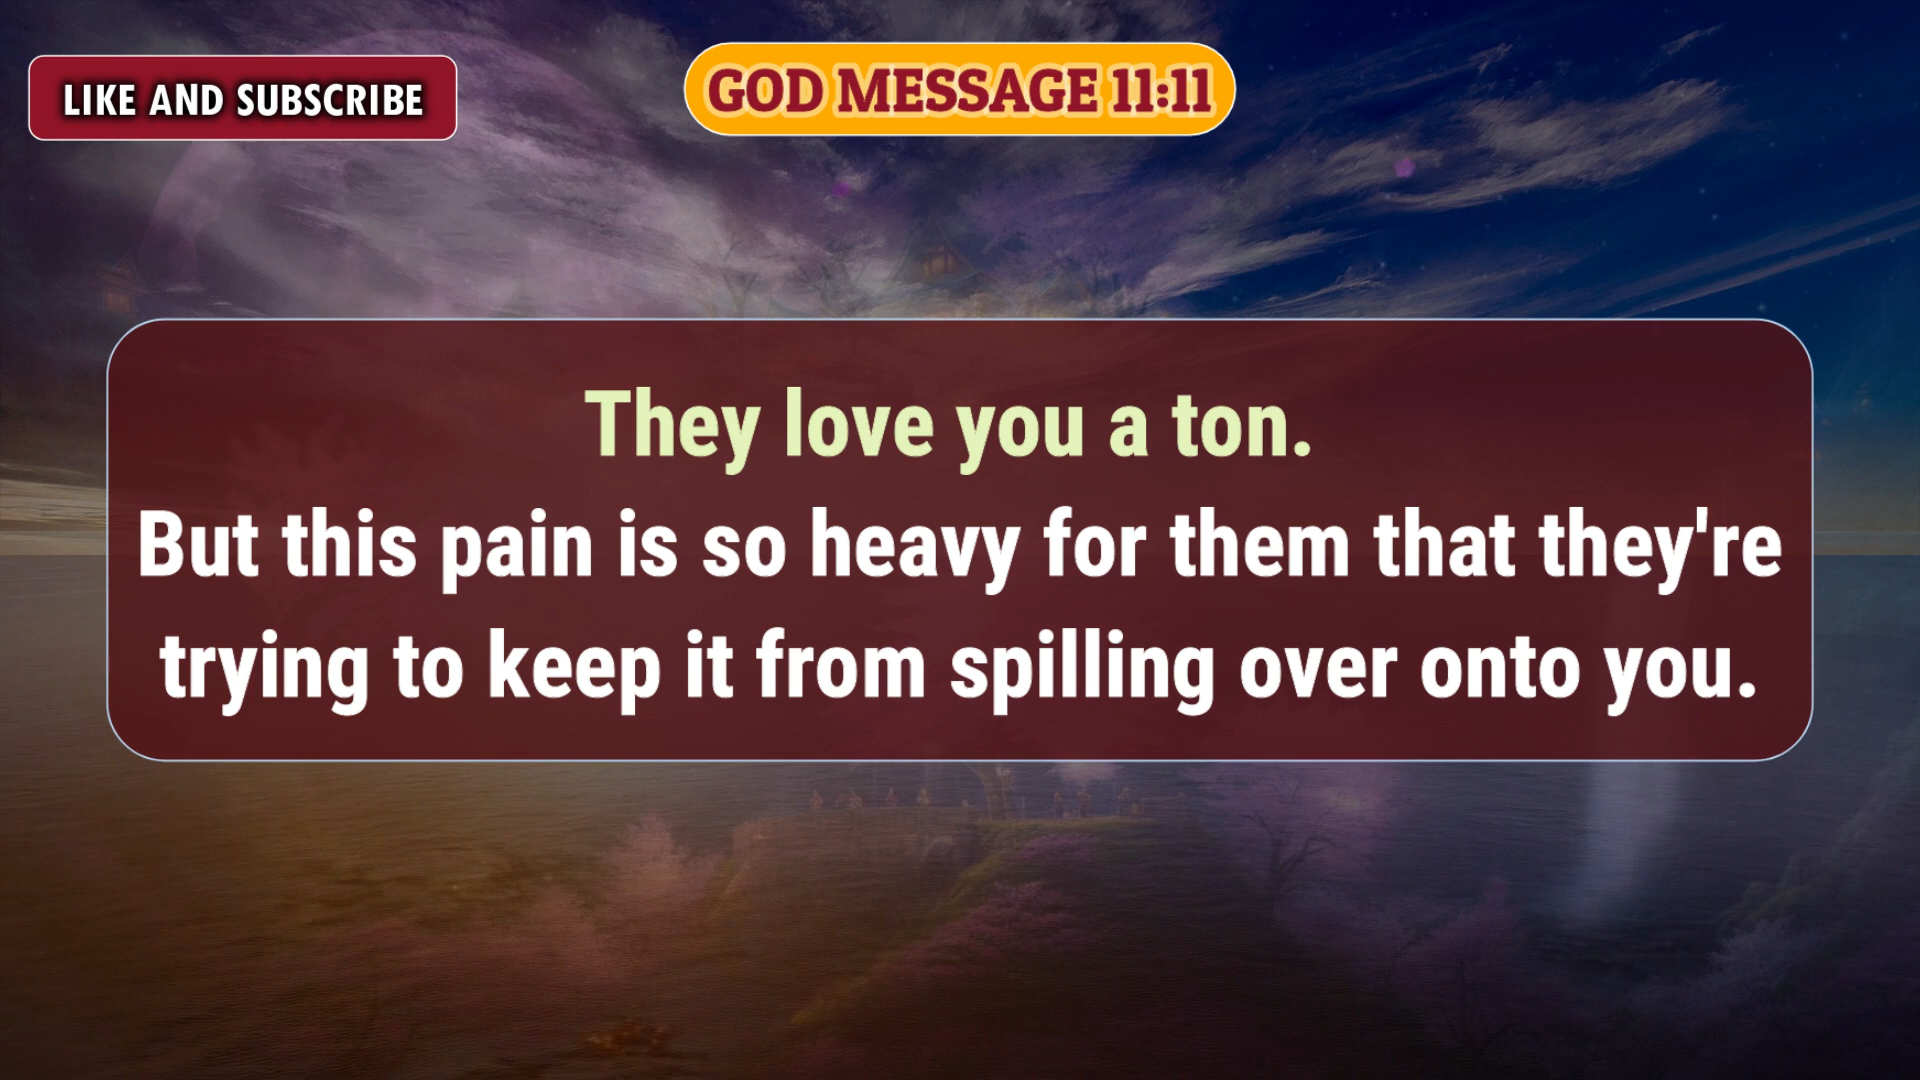 LIKE AND SUBSCRIBE
GOD MESSAGE 11:11
They love you a ton.
But this pain is so heavy for them that they're
trying to keep it from spilling over onto you.